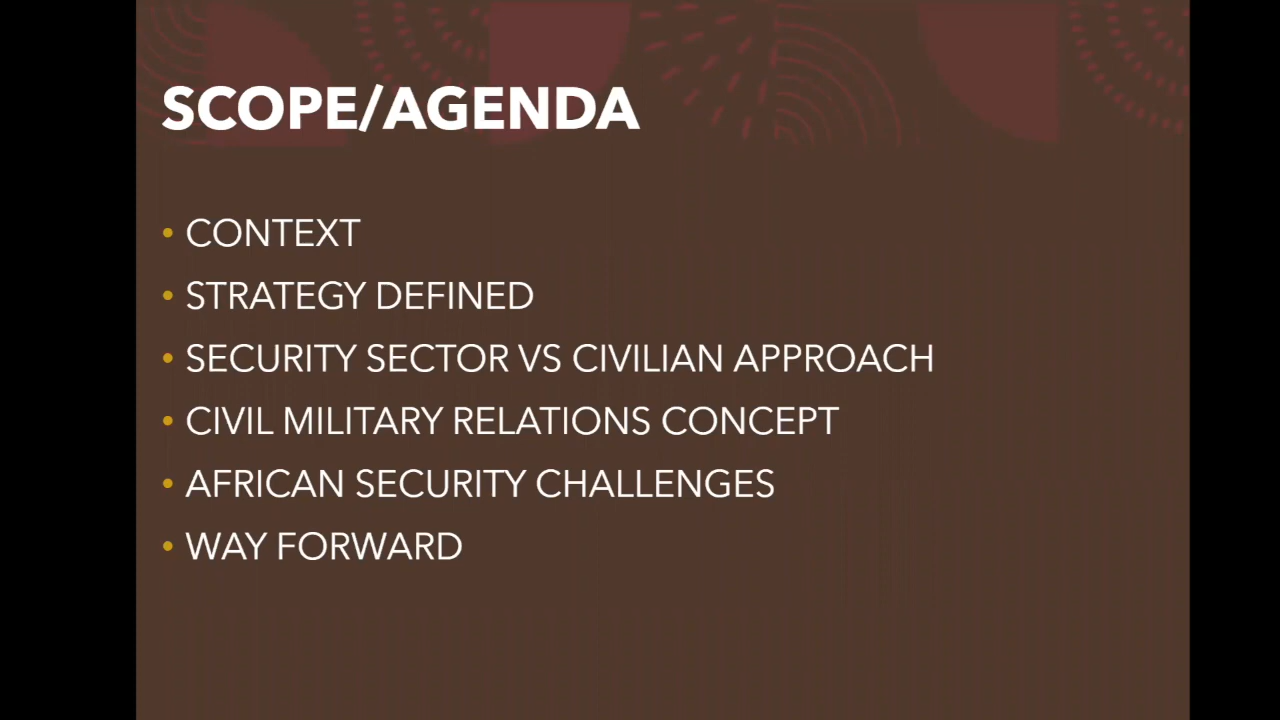 SCOPE/AGENDA
• CONTEXT
• STRATEGY DEFINED
• SECURITY SECTOR VS CIVILIAN APPROACH
• CIVIL MILITARY RELATIONS CONCEPT
• AFRICAN SECURITY CHALLENGES
• WAY FORWARD